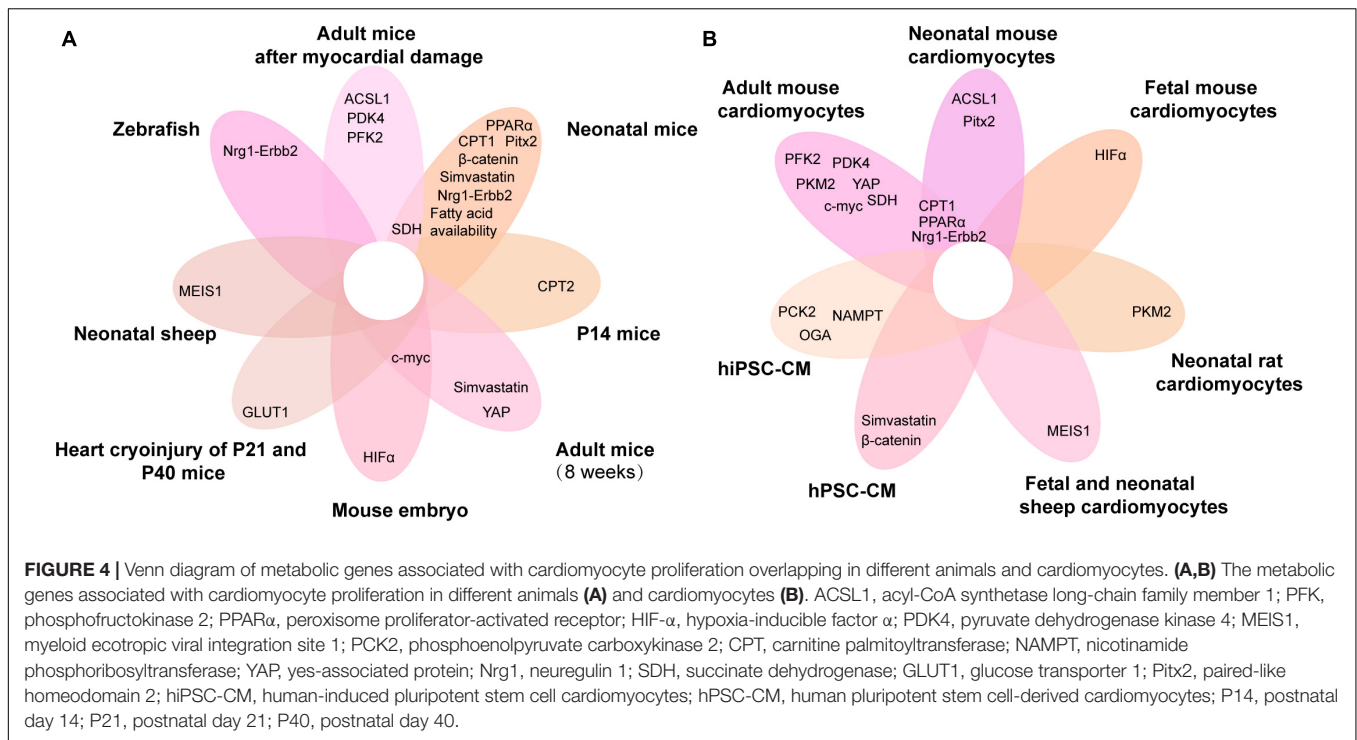 A
Adult mice
after myocardial damage
ACSL1
PDK4
PFK2
Zebrafish
Nrg1-Erbb2
Neonatal mice
PPARα
CPT1 Pitx2
β-catenin
Simvastatin
Nrg1-Erbb2
Fatty acid
availability
SDH
MEIS1
Neonatal sheep
CPT2
P14 mice
c-myc
Simvastatin
YAP
Adult mice
(8 weeks)
GLUT1
Heart cryoinjury of P21 and
P40 mice
HIFα
Mouse embryo
B
Neonatal mouse
cardiomyocytes
ACSL1
Pitx2
Adult mouse
cardiomyocytes
PFK2 PDK4
PKM2 YAP
c-myc SDH
CPT1
PPARα
Nrg1-Erbb2
Fetal mouse
cardiomyocytes
HIFα
PCK2 NAMPT
OGA
hiPSC-CM
PKM2
Neonatal rat
cardiomyocytes
Simvastatin
β-catenin
hPSC-CM
MEIS1
Fetal and neonatal
sheep cardiomyocytes
FIGURE 4 | Venn diagram of metabolic genes associated with cardiomyocyte proliferation overlapping in different animals and cardiomyocytes. (A,B) The metabolic
genes associated with cardiomyocyte proliferation in different animals (A) and cardiomyocytes (B). ACSL1, acyl-CoA synthetase long-chain family member 1; PFK,
phosphofructokinase 2; PPARα, peroxisome proliferator-activated receptor; HIF-α, hypoxia-inducible factor α; PDK4, pyruvate dehydrogenase kinase 4; MEIS1,
myeloid ecotropic viral integration site 1; PCK2, phosphoenolpyruvate carboxykinase 2; CPT, carnitine palmitoyltransferase; NAMPT, nicotinamide
phosphoribosyltransferase; YAP, yes-associated protein; Nrg1, neuregulin 1; SDH, succinate dehydrogenase; GLUT1, glucose transporter 1; Pitx2, paired-like
homeodomain 2; hiPSC-CM, human-induced pluripotent stem cell cardiomyocytes; hPSC-CM, human pluripotent stem cell-derived cardiomyocytes; P14, postnatal
day 14; P21, postnatal day 21; P40, postnatal day 40.